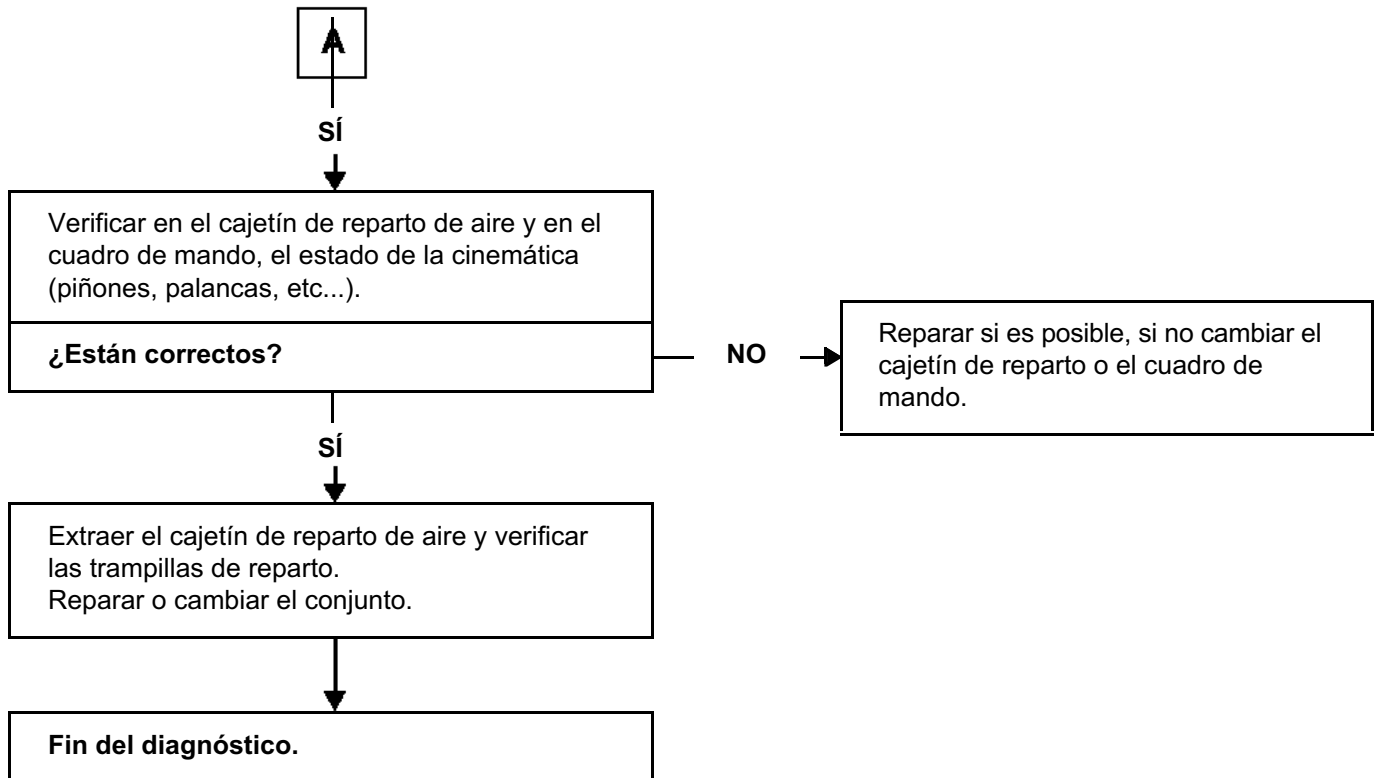 A
SÍ
Verificar en el cajetín de reparto de aire y en el
cuadro de mando, el estado de la cinemática
(piñones, palancas, etc...).
¿Están correctos?
NO
Reparar si es posible, si no cambiar el
cajetín de reparto o el cuadro de
mando.
SÍ
Extraer el cajetín de reparto de aire y verificar
las trampillas de reparto.
Reparar o cambiar el conjunto.
Fin del diagnóstico.